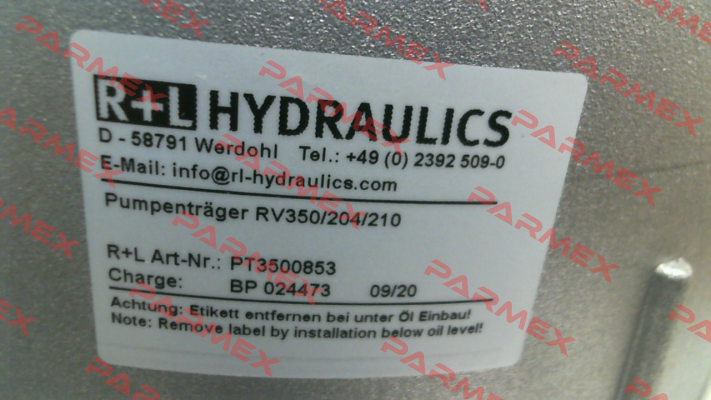 R+L HYDRAULICS
D - 58791 Werdohl Tel.: +49 (0) 2392 509-0
E-Mail: info@rl-hydraulics.com
Pumpenträger RV350/204/210
R+L Art-Nr.: PT3500853
Charge: BP 024473 09/20
Achtung: Etikett entfernen bei unter Öl Einbau!
Note: Remove label by installation below oil level!
PARMEX